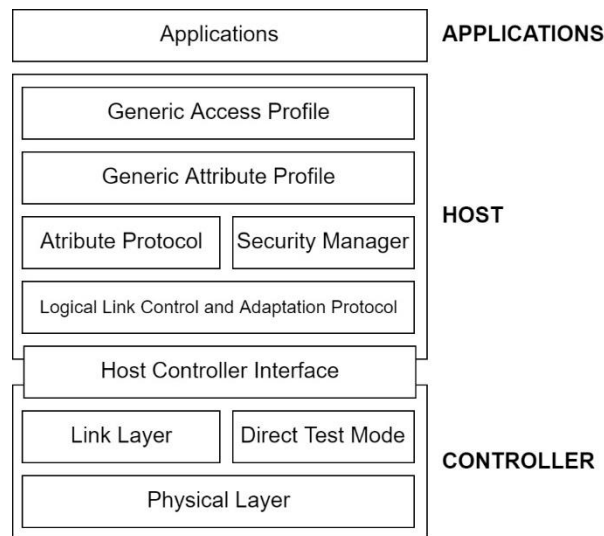 Applications
APPLICATIONS
Generic Access Profile
Generic Attribute Profile
HOST
Atribute Protocol
Security Manager
Logical Link Control and Adaptation Protocol
Host Controller Interface
Link Layer
Direct Test Mode
CONTROLLER
Physical Layer